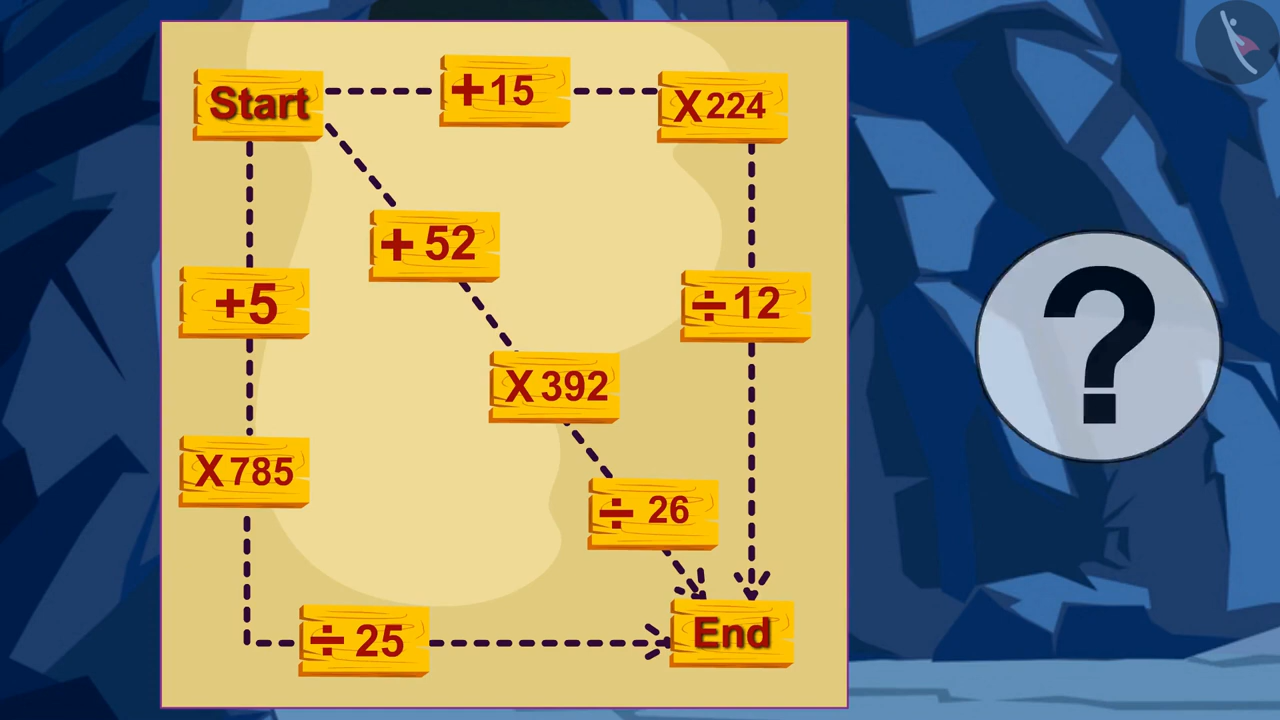 Start
+15
X224
+ 52
+5
÷12
X392
X785
÷ 26
÷ 25
End
?